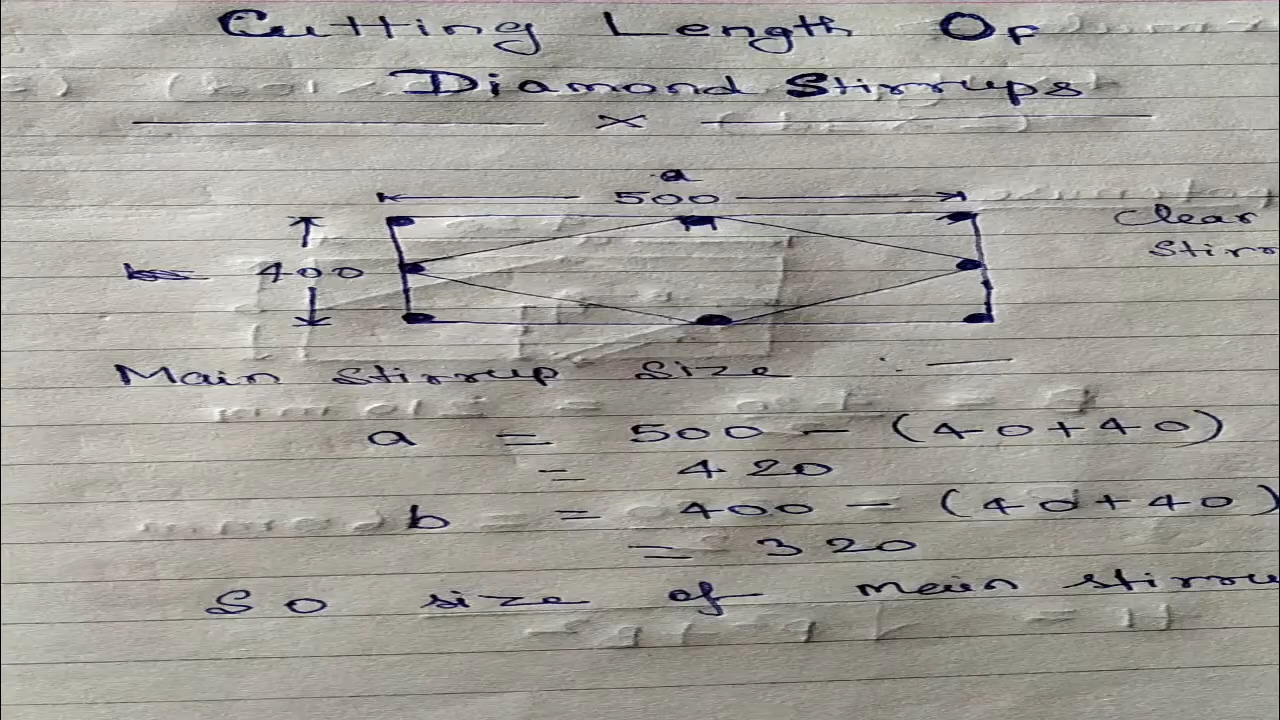 Cutting Length Of
Diamond Stirrups
×
a
500
Clear
400
Main Stirrup Size :—
a = 500 - (40+40)
= 420
b = 400 - (40+40)
= 320
So size of main